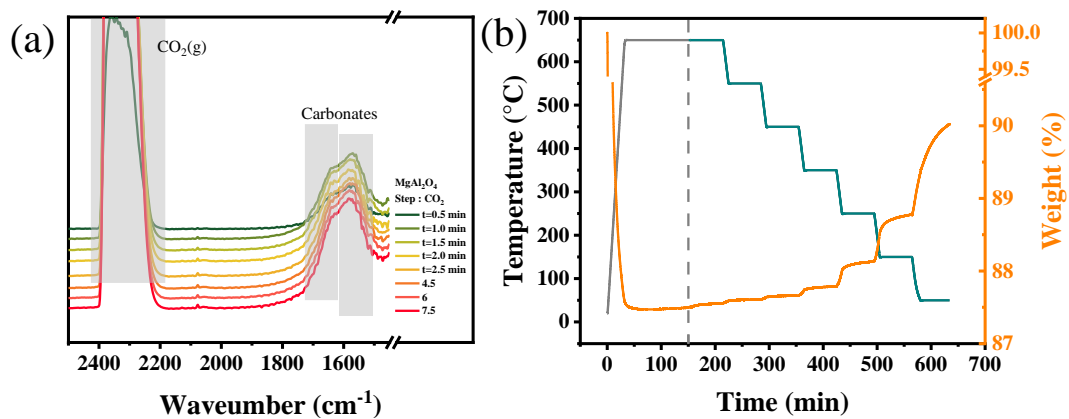 (a)
CO2(g)
Carbonates
MgAl2O4
Step : CO2
t=0.5 min
t=1.0 min
t=1.5 min
t=2.0 min
t=2.5 min
4.5
6
7.5
2400 2200 2000 1800 1600
Waveumber (cm-1)
(b)
700
600
500
400
300
200
100
0
Temperature (°C)
0 100 200 300 400 500 600 700
Time (min)
100.0
99.5
90
89
88
87
Weight (%)